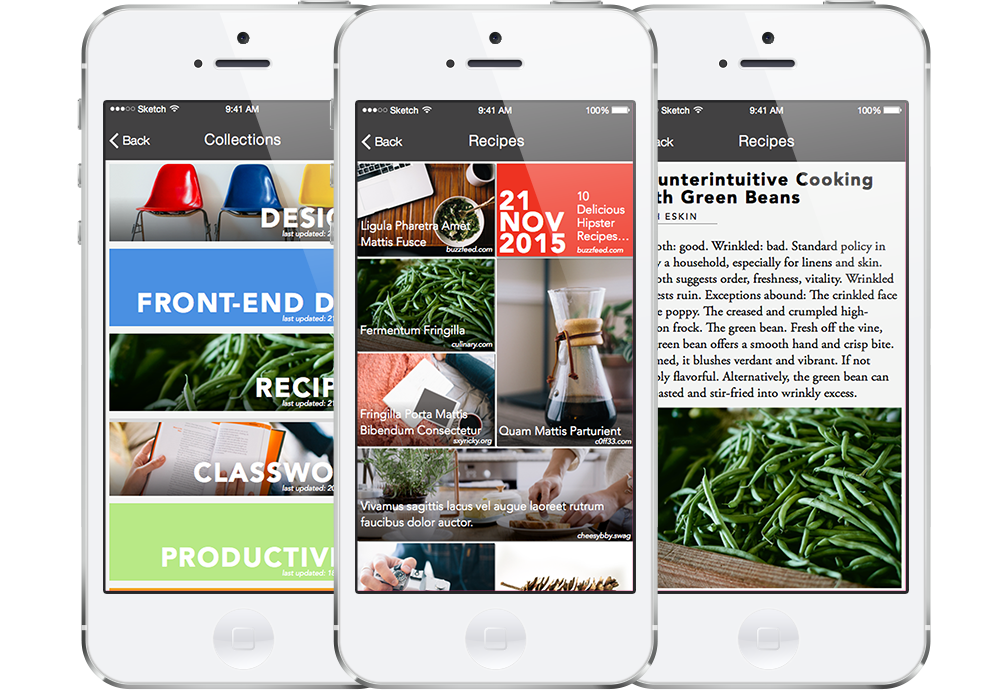 Sketch
9:41 AM
Back
Collections
DESIG
last updated: 2
FRONT-END D
last updated: 21
RECIP
last updated: 21
CLASSWO
last updated: 20
PRODUCTIVI
last updated: 18
Sketch
9:41 AM
100%
Back
Recipes
Ligula Pharetra Amet
Mattis Fusce
buzzfeed.com
21
NOV
2015
10
Delicious
Hipster
Recipes...
buzzfeed.com
Fermentum Fringilla
culinary.com
Fringilla Porta Mattis
Bibendum Consectetur
sxyricky.org
Quam Mattis Parturient
c0ff33.com
Vivamus sagittis lacus vel augue laoreet rutrum
faucibus dolor auctor.
cheesybby.swag
Sketch
9:41 AM
100%
ack
Recipes
unterintuitive Cooking
th Green Beans
I ESKIN
oth: good. Wrinkled: bad. Standard policy in
y a household, especially for linens and skin.
oth suggests order, freshness, vitality. Wrinkled
ests ruin. Exceptions abound: The crinkled face
e poppy. The creased and crumpled high-
on frock. The green bean. Fresh off the vine,
green bean offers a smooth hand and crisp bite.
med, it blushes verdant and vibrant. If not
bly flavorful. Alternatively, the green bean can
asted and stir-fried into wrinkly excess.